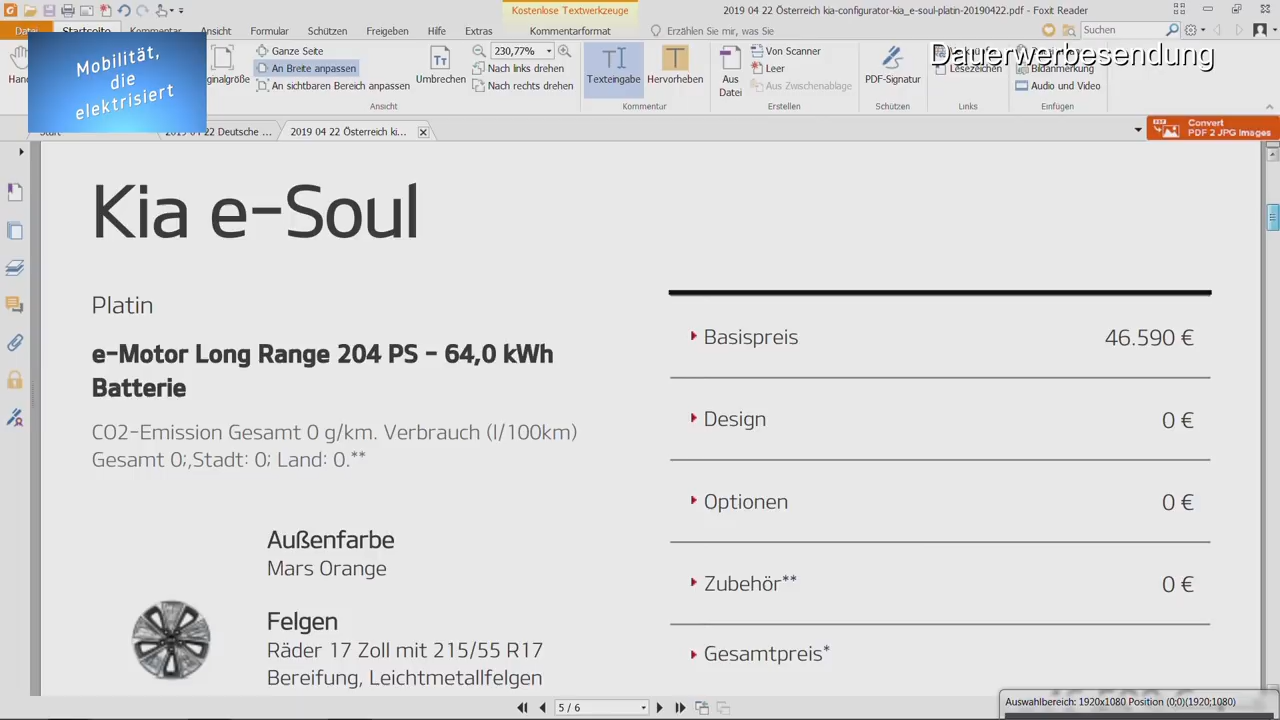 Kostenlose Textwerkzeuge
2019 04 22 Österreich kia-configurator-kia_e-soul-platin-20190422.pdf - Foxit Reader
Datei Startseite Kommentar Ansicht Formular Schützen Freigeben Hilfe Extras Kommentarformat Erzählen Sie mir, was Sie Suchen
Dauerwerbesendung
Mobilität,
die
elektrisiert
Ganze Seite
An Breite anpassen
An sichtbaren Bereich anpassen
Ansicht
Umbrechen
230,77%
Nach links drehen
Nach rechts drehen
Textengabe
Hervorheben
Kommentar
Aus
Datei
Von Scanner
Leer
Aus Zwischenablage
Erstellen
PDF-Signatur
Schützen
Lesezeichen
Links
Bildanmerkung
Audio und Video
Einfügen
Start
2019 04 22 Deutsche ...
2019 04 22 Österreich ki...
Convert
PDF 2 JPG Images
Kia e-Soul
Platin
e-Motor Long Range 204 PS - 64,0 kWh
Batterie
CO2-Emission Gesamt 0 g/km. Verbrauch (l/100km)
Gesamt 0;,Stadt: 0; Land: 0.**
Außenfarbe
Mars Orange
Felgen
Räder 17 Zoll mit 215/55 R17
Bereifung, Leichtmetallfelgen
Basispreis 46.590 €
Design 0 €
Optionen 0 €
Zubehör** 0 €
Gesamtpreis*
5 / 6
Auswahlbereich: 1920x1080 Position (0;0)(1920;1080)